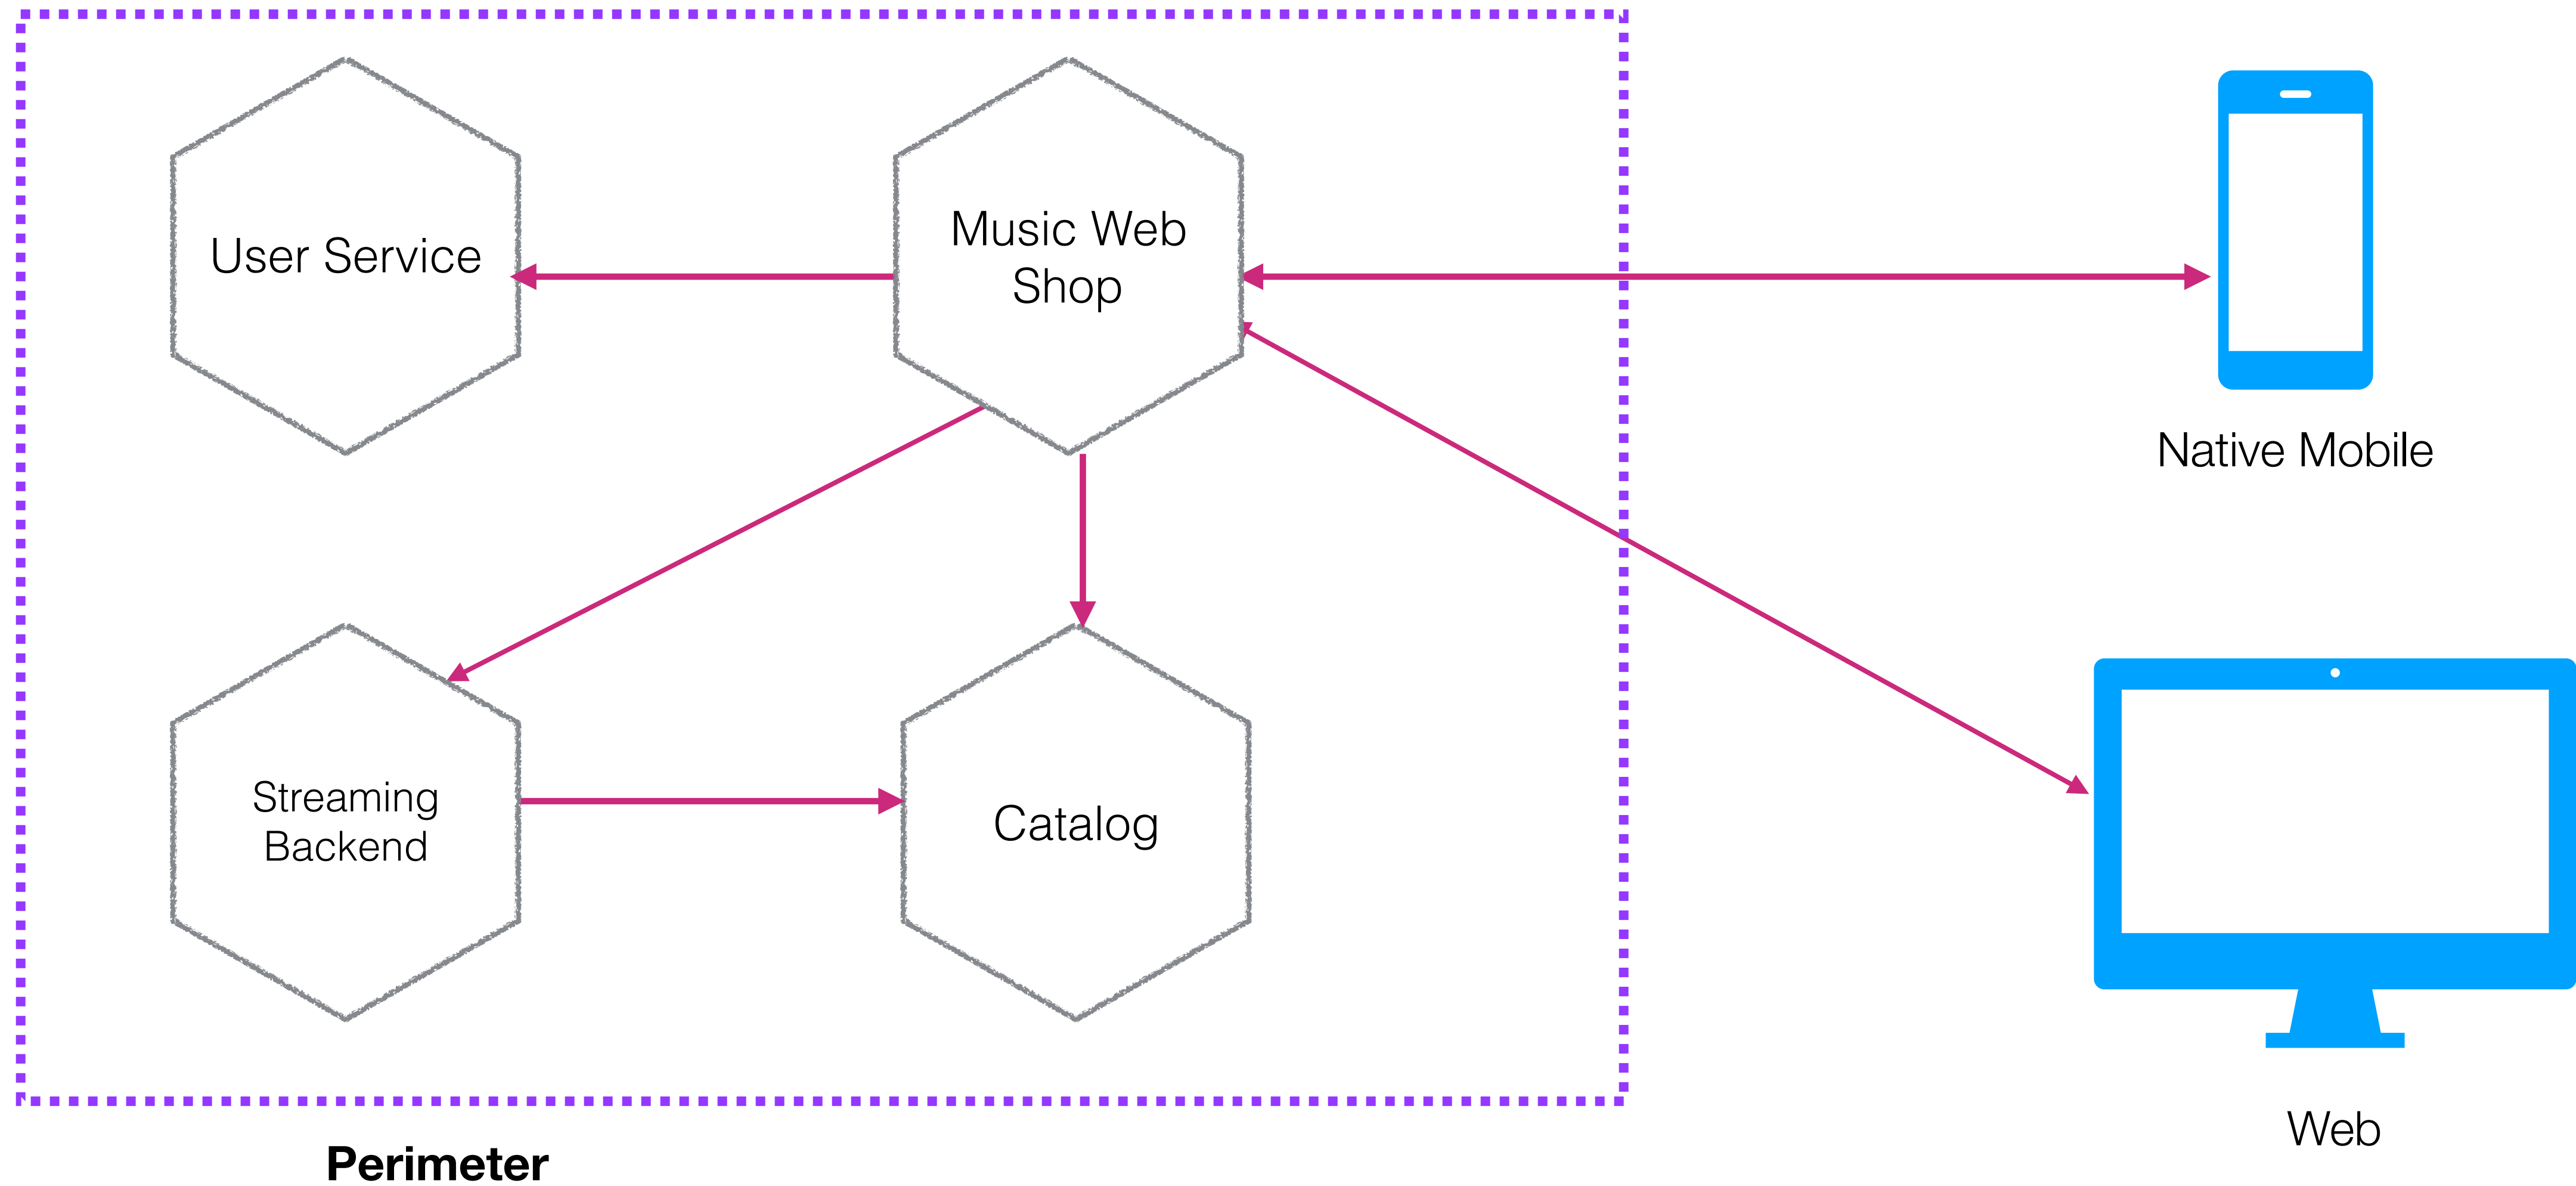 User Service
Music Web
Shop
Native Mobile
Streaming
Backend
Catalog
Web
Perimeter